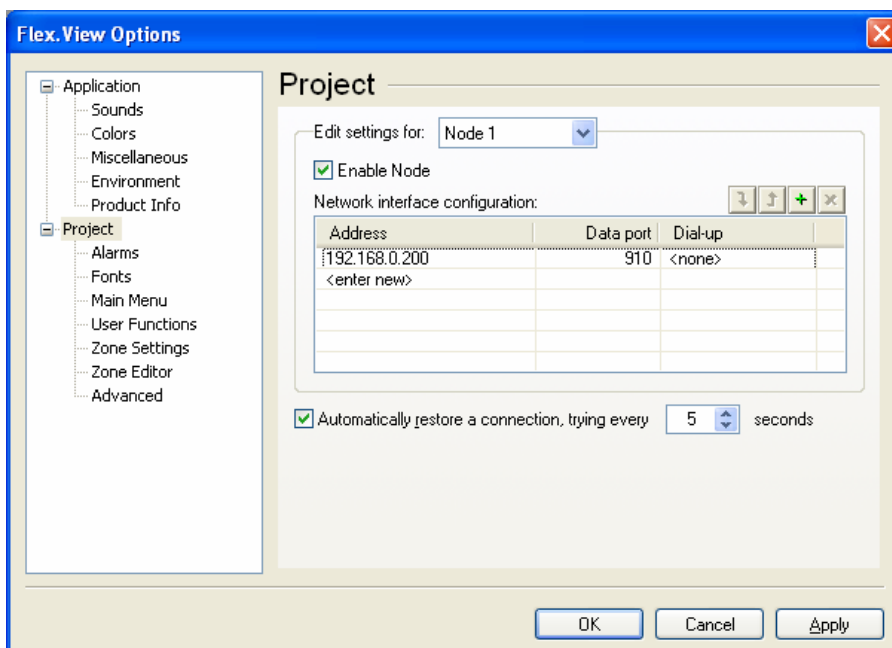 Flex.View Options
Application
Sounds
Colors
Miscellaneous
Environment
Product Info
Project
Alarms
Fonts
Main Menu
User Functions
Zone Settings
Zone Editor
Advanced
Project
Edit settings for: Node 1
Enable Node
Network interface configuration:
Address Data port Dial-up
192.168.0.200 910 <none>
<enter new>
Automatically restore a connection, trying every 5 seconds
OK Cancel Apply